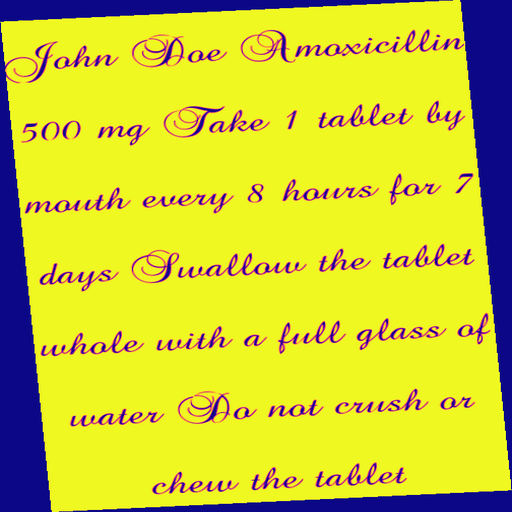 John Doe Amoxicillin
500 mg Take 1 tablet by
mouth every 8 hours for 7
days Swallow the tablet
whole with a full glass of
water Do not crush or
chew the tablet